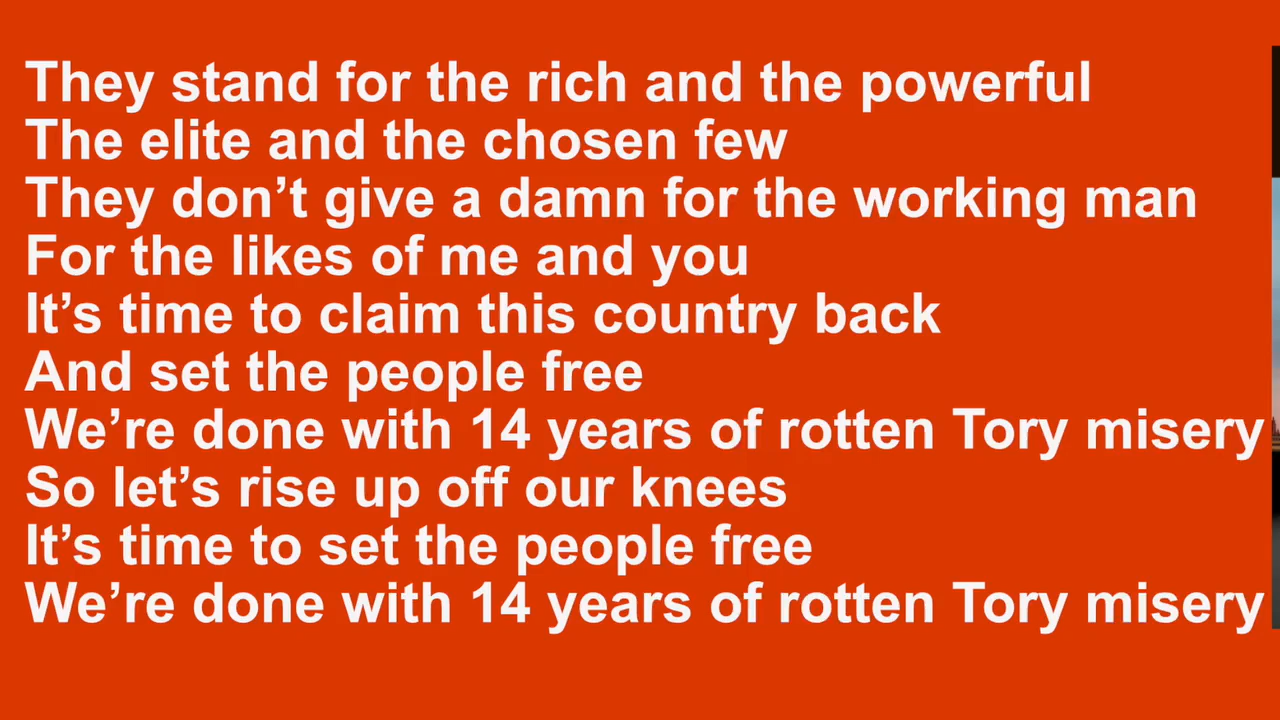 They stand for the rich and the powerful
The elite and the chosen few
They don’t give a damn for the working man
For the likes of me and you
It’s time to claim this country back
And set the people free
We’re done with 14 years of rotten Tory misery
So let’s rise up off our knees
It’s time to set the people free
We’re done with 14 years of rotten Tory misery